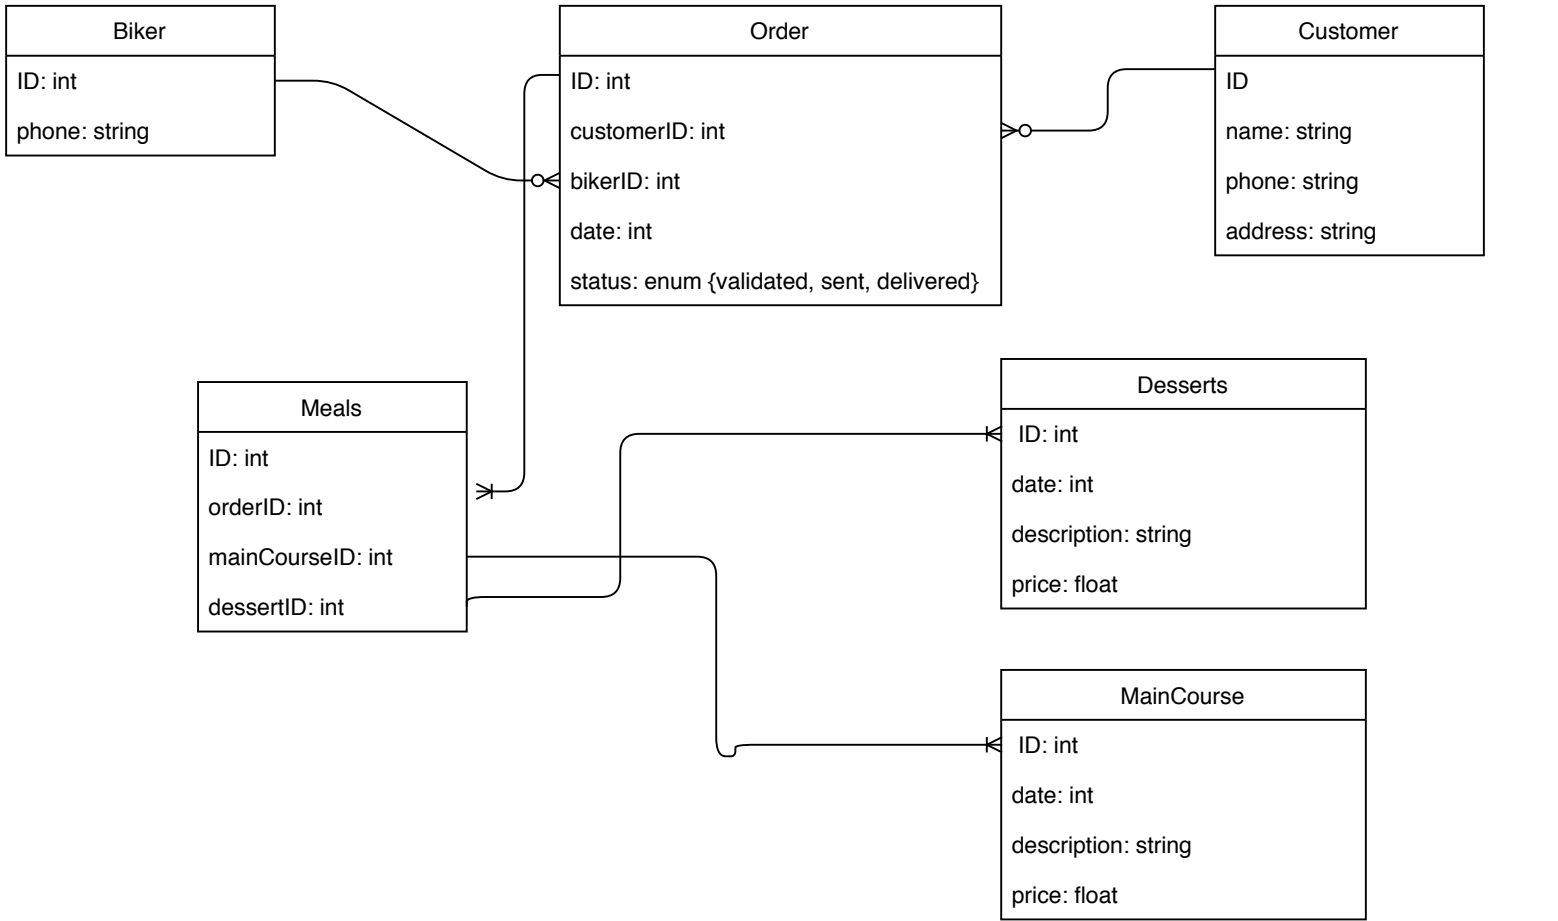 Biker
ID: int
phone: string
Order
ID: int
customerID: int
bikerID: int
date: int
status: enum {validated, sent, delivered}
Customer
ID
name: string
phone: string
address: string
Meals
ID: int
orderID: int
mainCourseID: int
dessertID: int
Desserts
ID: int
date: int
description: string
price: float
MainCourse
ID: int
date: int
description: string
price: float